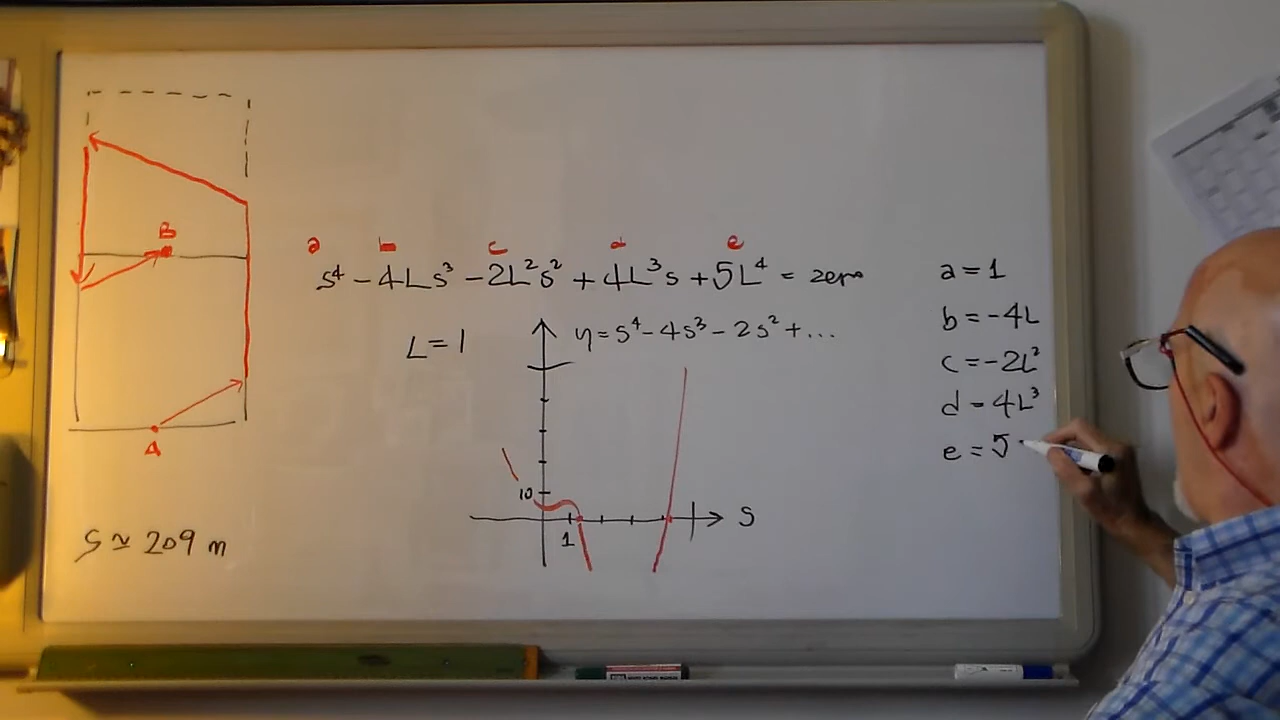 B
A
S ≃ 209 m
a b c d e
s⁴ − 4Ls³ − 2L²s² + 4L³s + 5L⁴ = zero
L = 1
y = s⁴ − 4s³ − 2s² + ...
10
1
S
a = 1
b = −4L
c = −2L²
d = 4L³
e = 5